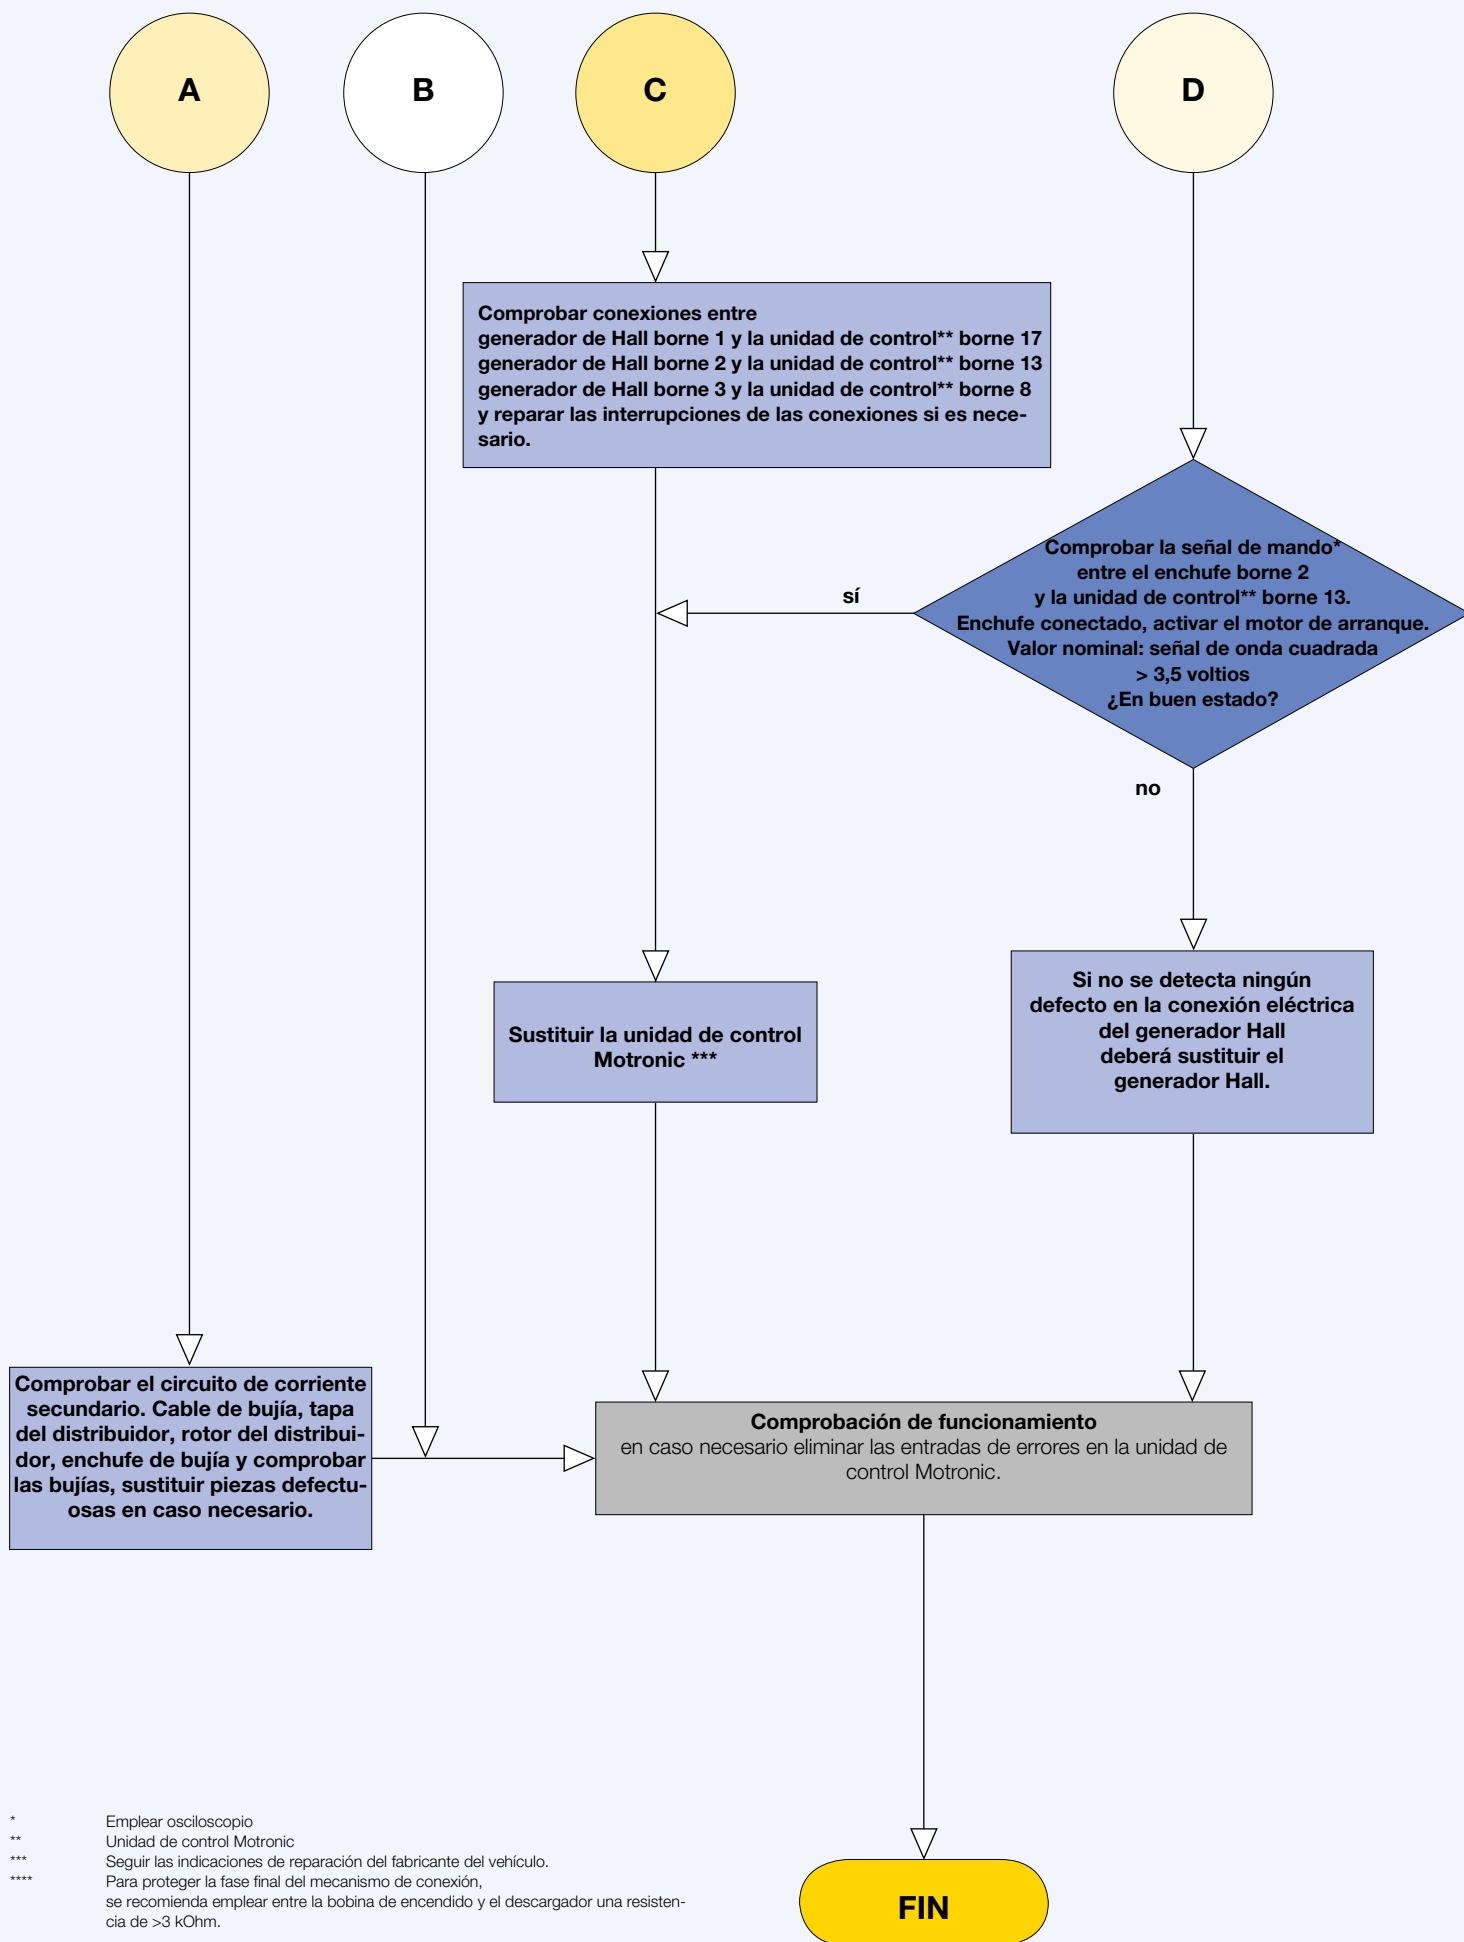 A
B
C
D
Comprobar conexiones entre
generador de Hall borne 1 y la unidad de control** borne 17
generador de Hall borne 2 y la unidad de control** borne 13
generador de Hall borne 3 y la unidad de control** borne 8
y reparar las interrupciones de las conexiones si es nece-
sario.
Comprobar la señal de mando*
entre el enchufe borne 2
y la unidad de control** borne 13.
Enchufe conectado, activar el motor de arranque.
Valor nominal: señal de onda cuadrada
> 3,5 voltios
¿En buen estado?
sí
no
Sustituir la unidad de control
Motronic ***
Si no se detecta ningún
defecto en la conexión eléctrica
del generador Hall
deberá sustituir el
generador Hall.
Comprobar el circuito de corriente
secundario. Cable de bujía, tapa
del distribuidor, rotor del distribui-
dor, enchufe de bujía y comprobar
las bujías, sustituir piezas defectu-
osas en caso necesario.
Comprobación de funcionamiento
en caso necesario eliminar las entradas de errores en la unidad de
control Motronic.
* Emplear osciloscopio
** Unidad de control Motronic
*** Seguir las indicaciones de reparación del fabricante del vehículo.
**** Para proteger la fase final del mecanismo de conexión,
se recomienda emplear entre la bobina de encendido y el descargador una resisten-
cia de >3 kOhm.
FIN